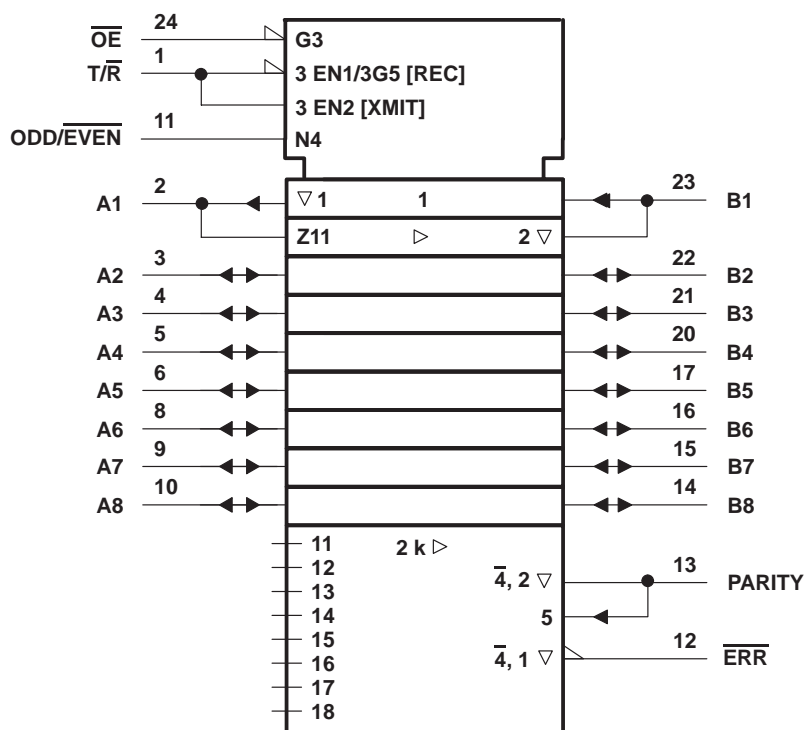 O̅E̅ 24 G3
T/R̅ 1 3 EN1/3G5 [REC]
3 EN2 [XMIT]
ODD/E̅V̅E̅N̅ 11 N4
A1 2 ▽ 1 1 23 B1
Z11 ▷ 2 ▽
A2 3 22 B2
A3 4 21 B3
A4 5 20 B4
A5 6 17 B5
A6 8 16 B6
A7 9 15 B7
A8 10 14 B8
11 2 k ▷
12 4̅, 2 ▽ 13 PARITY
13
14 5
15
16 4̅, 1 ▽ 12 E̅R̅R̅
17
18